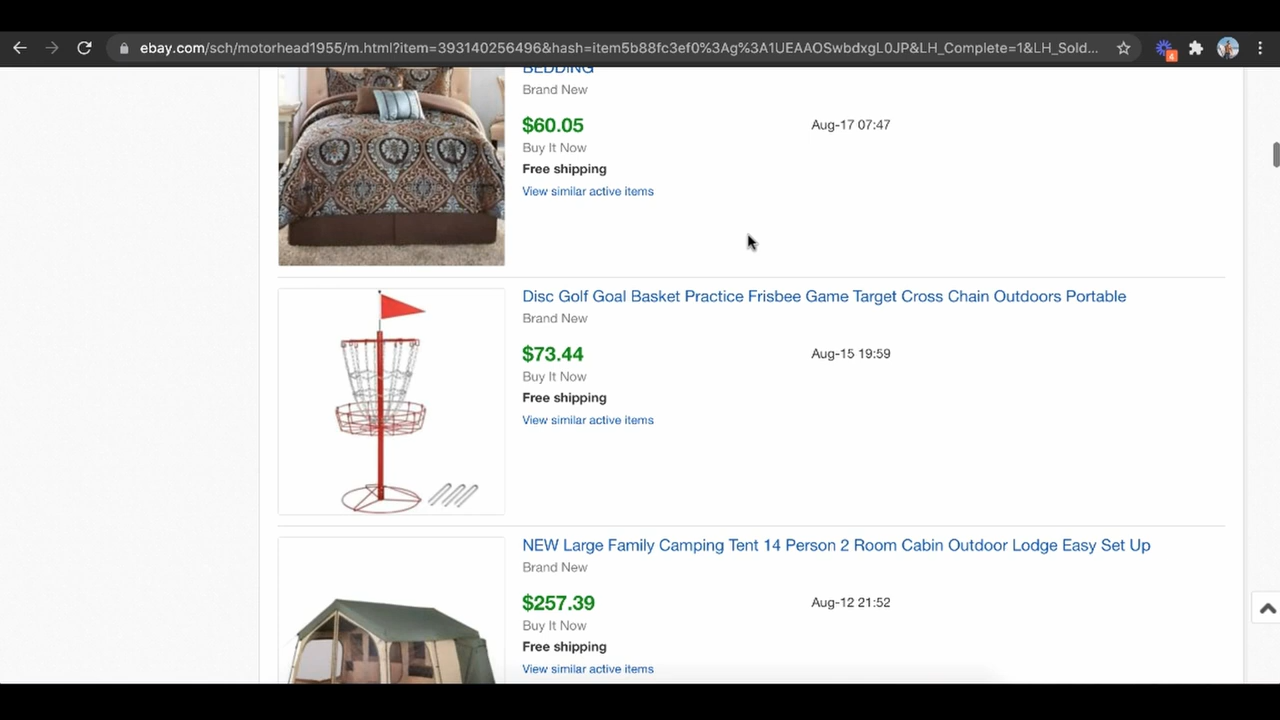 ebay.com/sch/motorhead1955/m.html?item=393140256496&hash=item5b88fc3ef0%3Ag%3A1UEAAOSwbdxgL0JP&LH_Complete=1&LH_Sold...
4
BEDDING
Brand New
$60.05
Aug-17 07:47
Buy It Now
Free shipping
View similar active items
Disc Golf Goal Basket Practice Frisbee Game Target Cross Chain Outdoors Portable
Brand New
$73.44
Aug-15 19:59
Buy It Now
Free shipping
View similar active items
NEW Large Family Camping Tent 14 Person 2 Room Cabin Outdoor Lodge Easy Set Up
Brand New
$257.39
Aug-12 21:52
Buy It Now
Free shipping
View similar active items